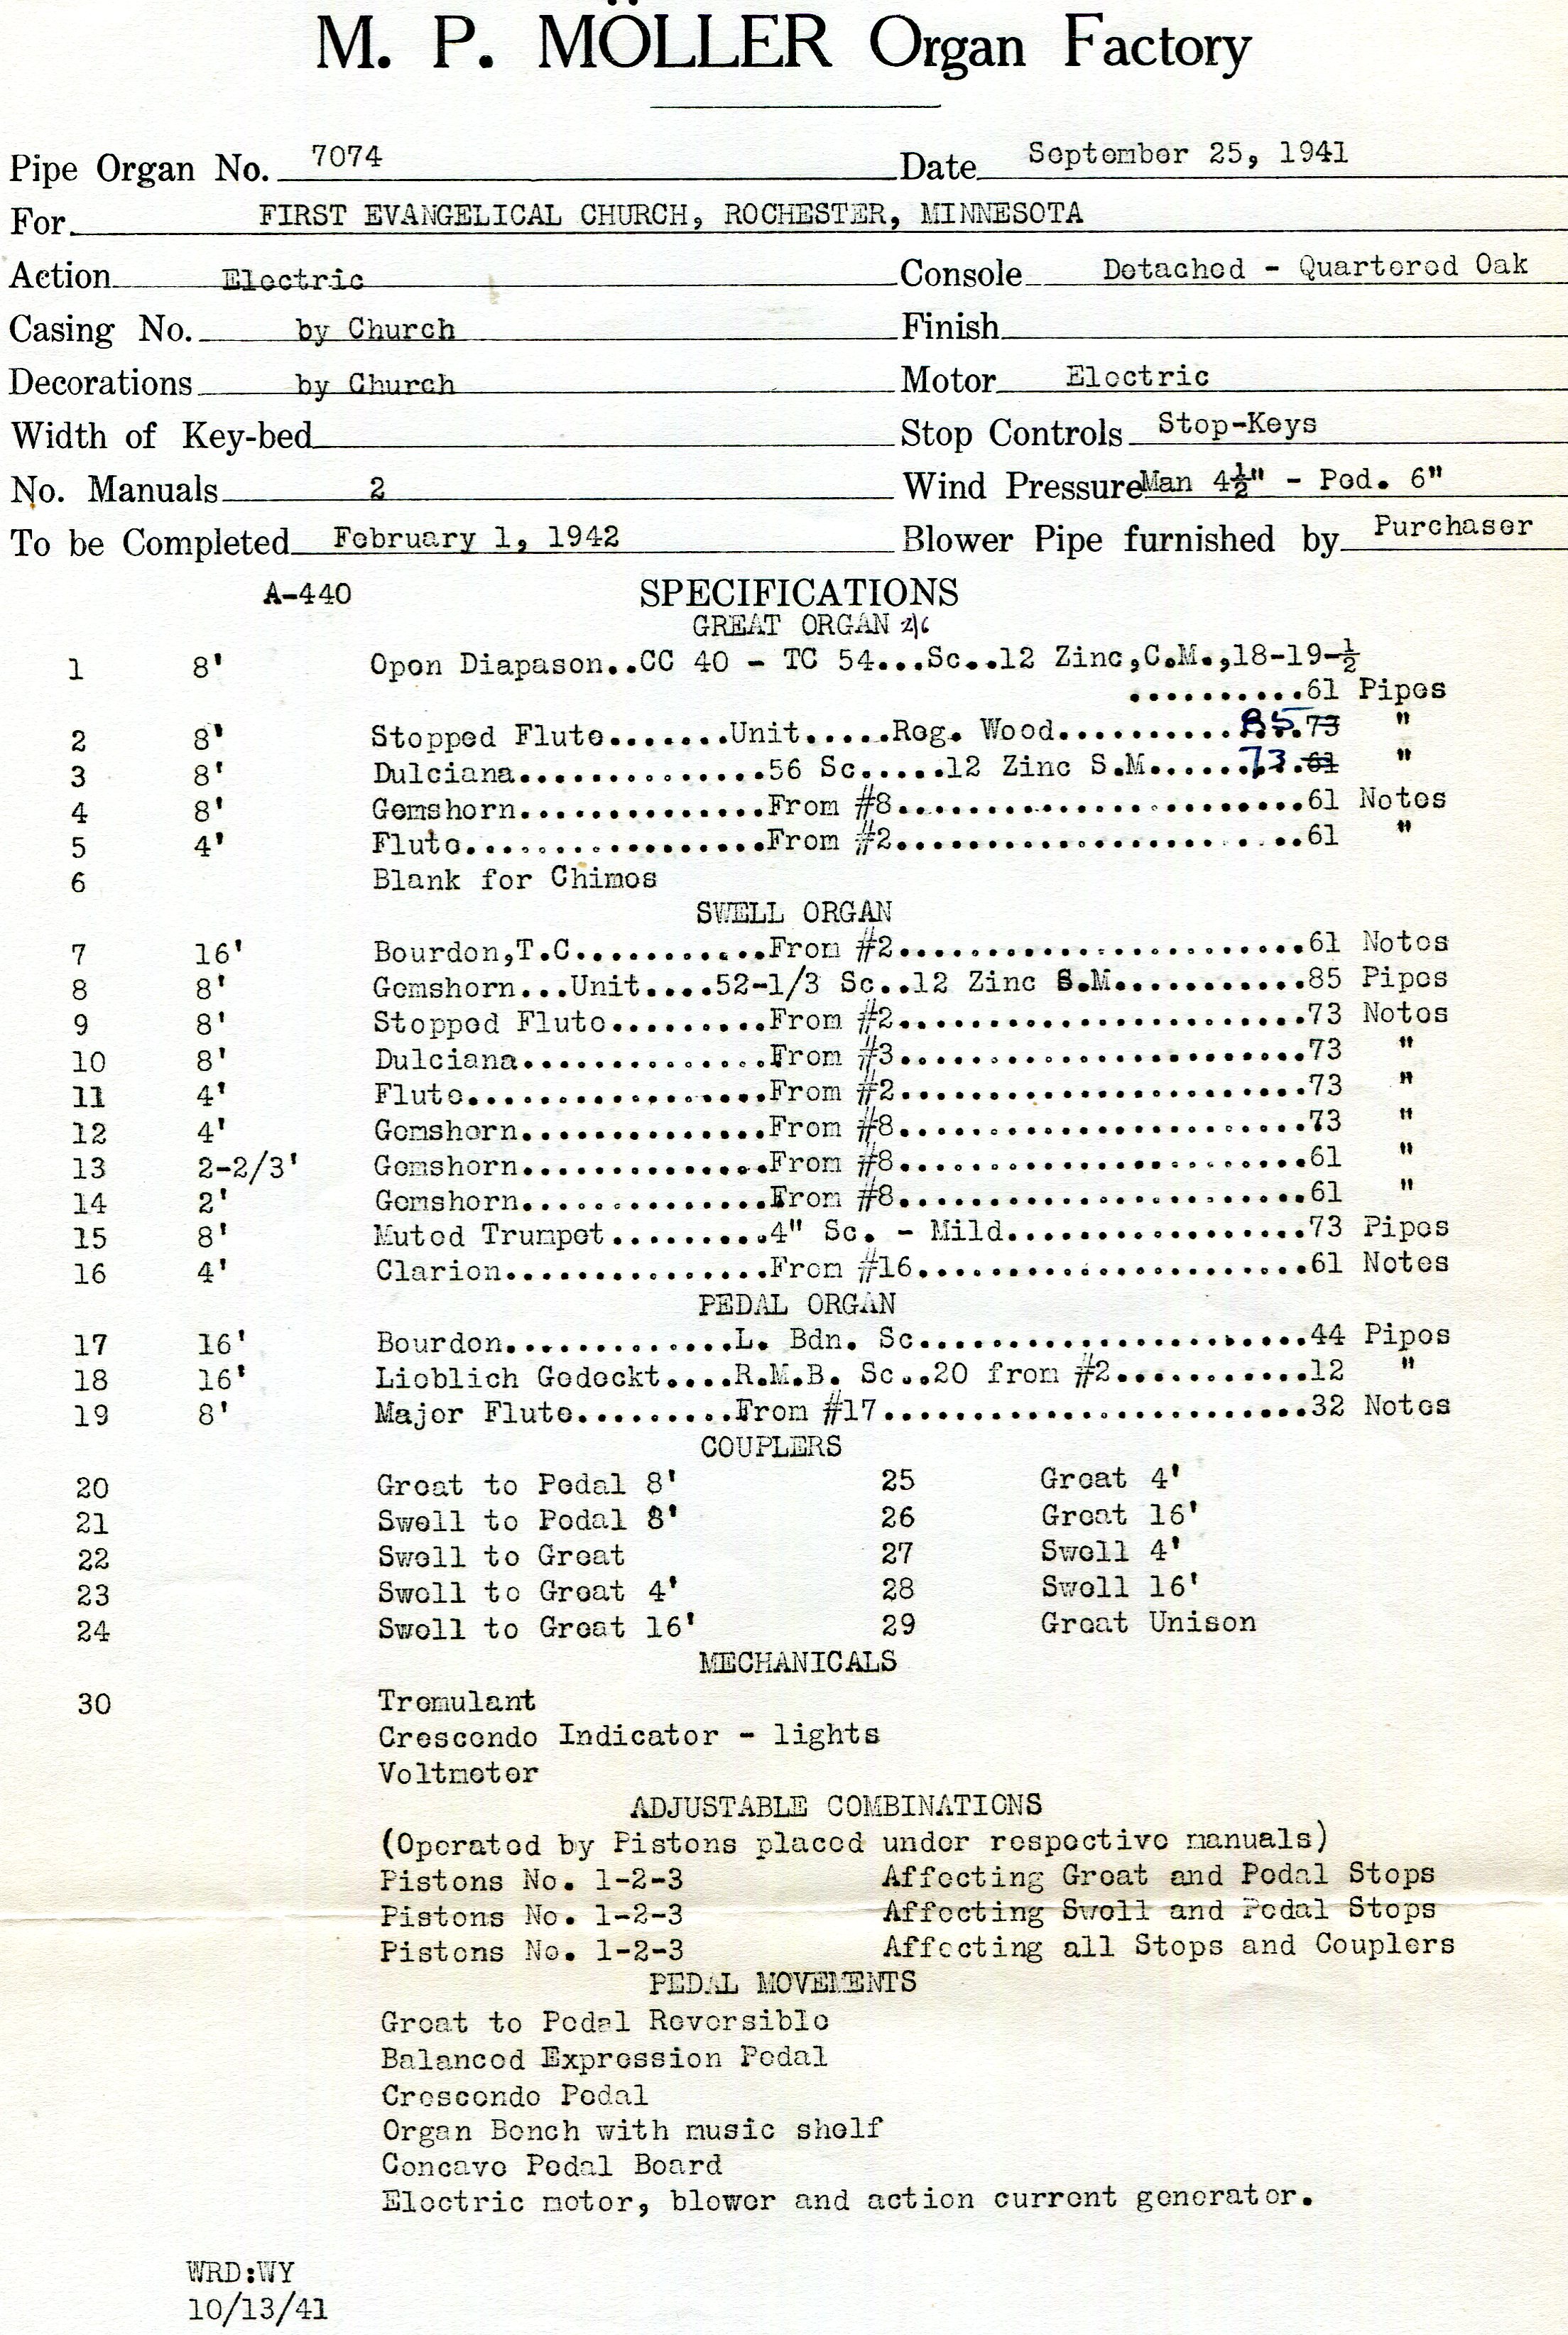 M. P. MÖLLER Organ Factory
Pipe Organ No. 7074 Date September 25, 1941
For FIRST EVANGELICAL CHURCH, ROCHESTER, MINNESOTA
Action Electric Console Detached - Quartered Oak
Casing No. by Church Finish
Decorations by Church Motor Electric
Width of Key-bed Stop Controls Stop-Keys
No. Manuals 2 Wind Pressure Man 4½" - Ped. 6"
To be Completed February 1, 1942 Blower Pipe furnished by Purchaser
A-440 SPECIFICATIONS
GREAT ORGAN
1 8' Open Diapason..CC 40 - TC 54...Sc..12 Zinc,C.M.,18-19-½
..........61 Pipes
2 8' Stopped Flute.......Unit.....Reg. Wood..........85 73 "
3 8' Dulciana..............56 Sc.....12 Zinc S.M......73 61 "
4 8' Gemshorn..............From #8.......................61 Notes
5 4' Flute.................From #2.......................61 "
6 Blank for Chimes
SWELL ORGAN
7 16' Bourdon,T.C...........From #2.......................61 Notes
8 8' Gemshorn...Unit....52-1/3 Sc..12 Zinc S.M...........85 Pipes
9 8' Stopped Flute.........From #2.......................73 Notes
10 8' Dulciana..............From #3.......................73 "
11 4' Flute.................From #2.......................73 "
12 4' Gemshorn..............From #8.......................73 "
13 2-2/3' Gemshorn..............From #8.......................61 "
14 2' Gemshorn..............From #8.......................61 "
15 8' Muted Trumpet.........4" Sc. - Mild.................73 Pipes
16 4' Clarion...............From #16......................61 Notes
PEDAL ORGAN
17 16' Bourdon.............L. Bdn. Sc......................44 Pipes
18 16' Lieblich Gedeckt....R.M.B. Sc...20 from #2...........12 "
19 8' Major Flute.........From #17........................32 Notes
COUPLERS
20 Great to Pedal 8' 25 Great 4'
21 Swell to Pedal 8' 26 Great 16'
22 Swell to Great 27 Swell 4'
23 Swell to Great 4' 28 Swell 16'
24 Swell to Great 16' 29 Great Unison
MECHANICALS
30 Tremulant
Crescendo Indicator - lights
Voltmeter
ADJUSTABLE COMBINATIONS
(Operated by Pistons placed under respective manuals)
Pistons No. 1-2-3 Affecting Great and Pedal Stops
Pistons No. 1-2-3 Affecting Swell and Pedal Stops
Pistons No. 1-2-3 Affecting all Stops and Couplers
PEDAL MOVEMENTS
Great to Pedal Reversible
Balanced Expression Pedal
Crescendo Pedal
Organ Bench with music shelf
Concave Pedal Board
Electric motor, blower and action current generator.
WRD:WY
10/13/41